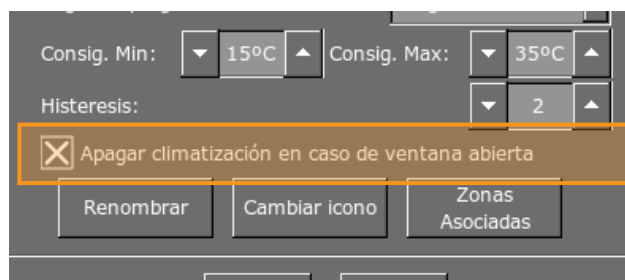 Consig. Min: 15ºC Consig. Max: 35ºC
Histeresis: 2
Apagar climatización en caso de ventana abierta
Renombrar Cambiar icono Zonas
Asociadas